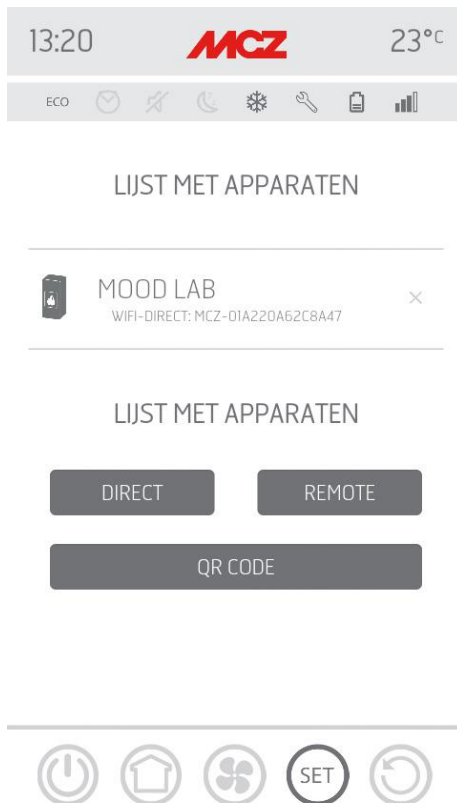 13:20 MCZ 23°C
ECO
LIJST MET APPARATEN
MOOD LAB
WIFI-DIRECT: MCZ-01A220A62C8A47
LIJST MET APPARATEN
DIRECT REMOTE
QR CODE
SET